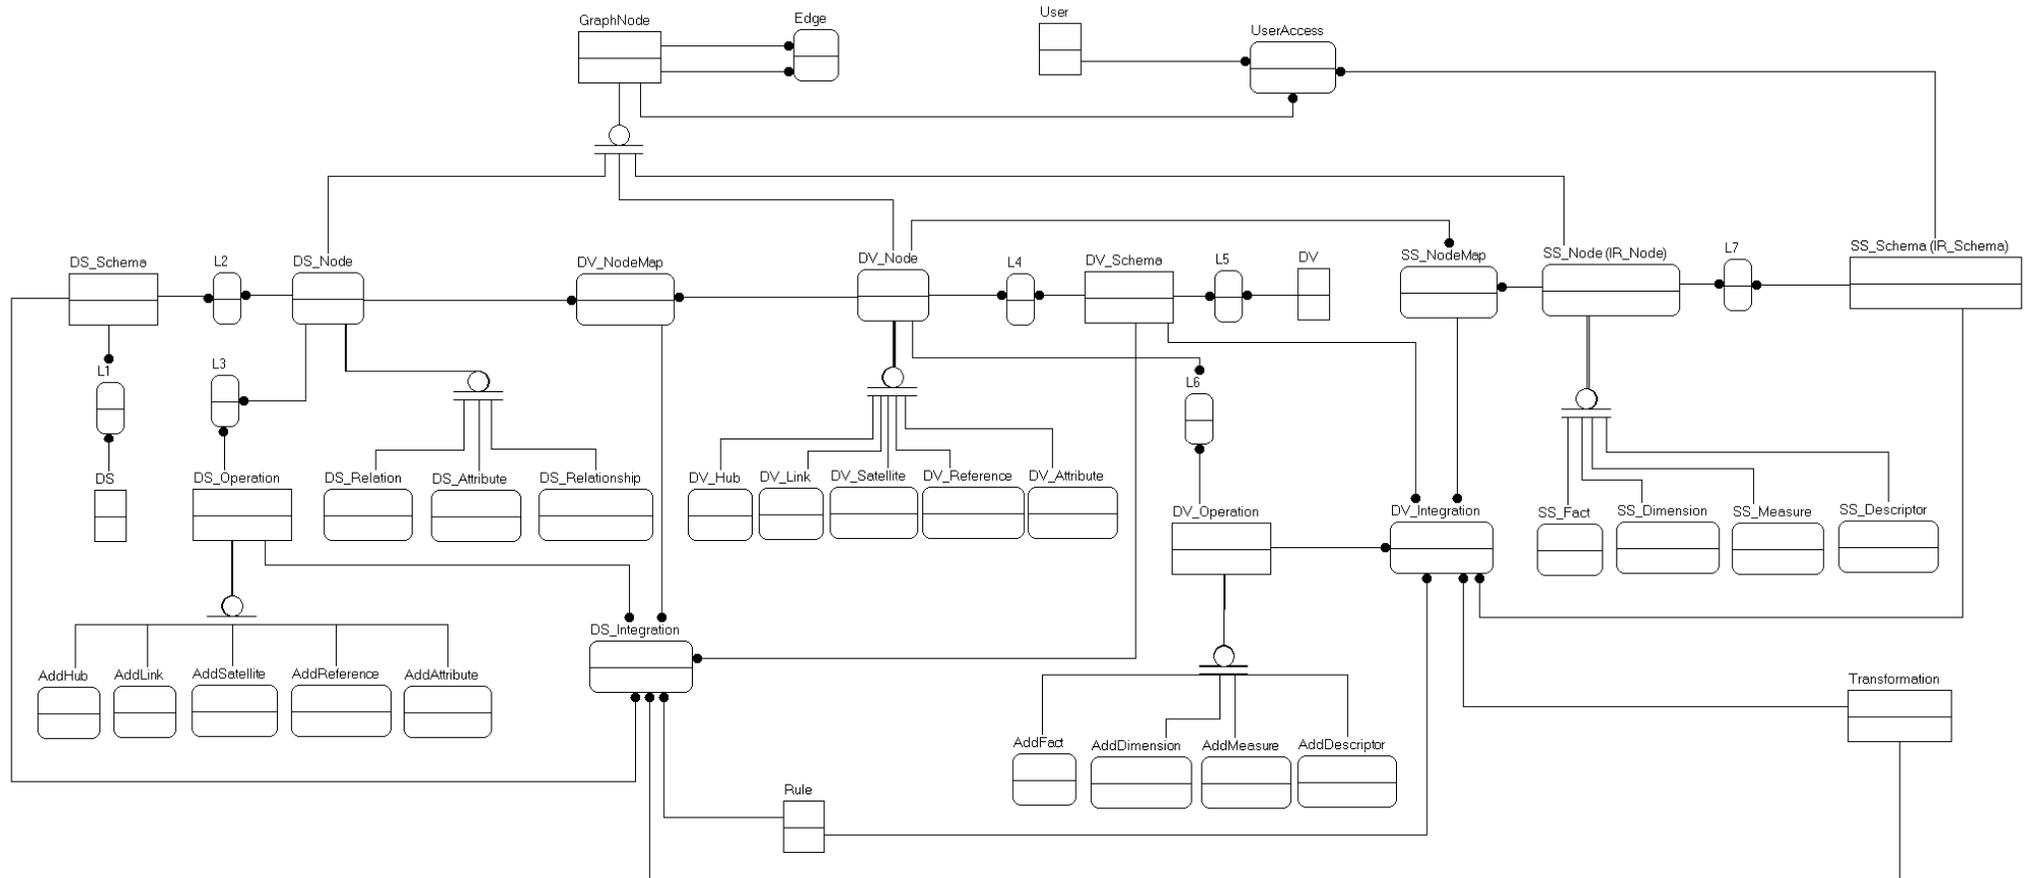 User
Edge
GraphNode
UserAccess
SS_Schema (IR_Schema)
L7
SS_Node (IR_Node)
SS_NodeMap
DV
L5
DV_Schema
L4
DV_Node
DV_NodeMap
DS_Node
L2
DS_Schema
L3
L1
L6
DS
DS_Operation
DS_Relation
DS_Attribute
DS_Relationship
DV_Hub
DV_Link
DV_Satellite
DV_Reference
DV_Attribute
DV_Operation
DV_Integration
SS_Fact
SS_Dimension
SS_Measure
SS_Descriptor
DS_Integration
AddHub
AddLink
AddSatellite
AddReference
AddAttribute
Transformation
AddFact
AddDimension
AddMeasure
AddDescriptor
Rule